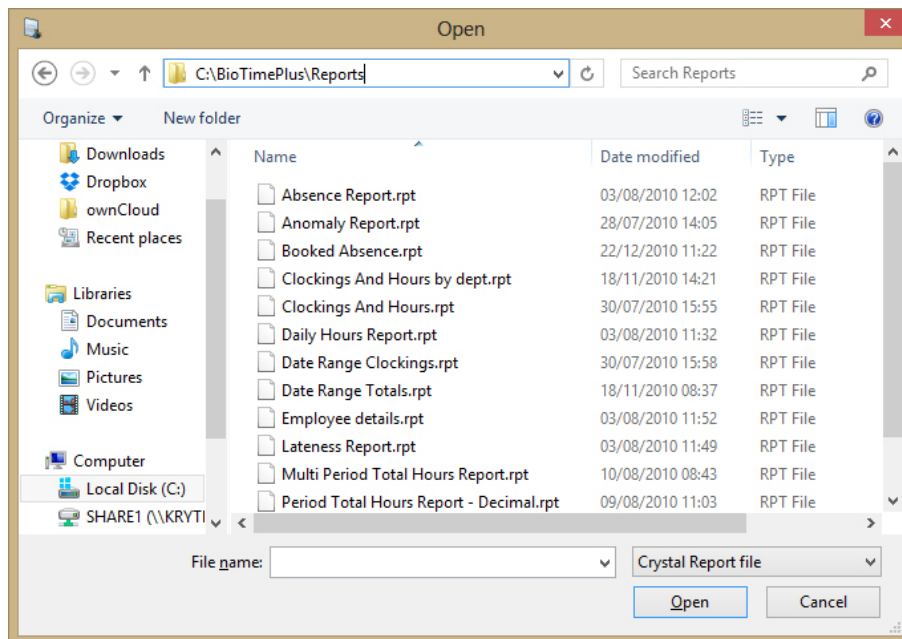 Open
C:\BioTimePlus\Reports
Search Reports
Organize
New folder
Downloads
Dropbox
ownCloud
Recent places
Libraries
Documents
Music
Pictures
Videos
Computer
Local Disk (C:)
SHARE1 (\\KRYTI
Name Date modified Type
Absence Report.rpt 03/08/2010 12:02 RPT File
Anomaly Report.rpt 28/07/2010 14:05 RPT File
Booked Absence.rpt 22/12/2010 11:22 RPT File
Clockings And Hours by dept.rpt 18/11/2010 14:21 RPT File
Clockings And Hours.rpt 30/07/2010 15:55 RPT File
Daily Hours Report.rpt 03/08/2010 11:32 RPT File
Date Range Clockings.rpt 30/07/2010 15:58 RPT File
Date Range Totals.rpt 18/11/2010 08:37 RPT File
Employee details.rpt 03/08/2010 11:52 RPT File
Lateness Report.rpt 03/08/2010 11:49 RPT File
Multi Period Total Hours Report.rpt 10/08/2010 08:43 RPT File
Period Total Hours Report - Decimal.rpt 09/08/2010 11:03 RPT File
File name:
Crystal Report file
Open
Cancel